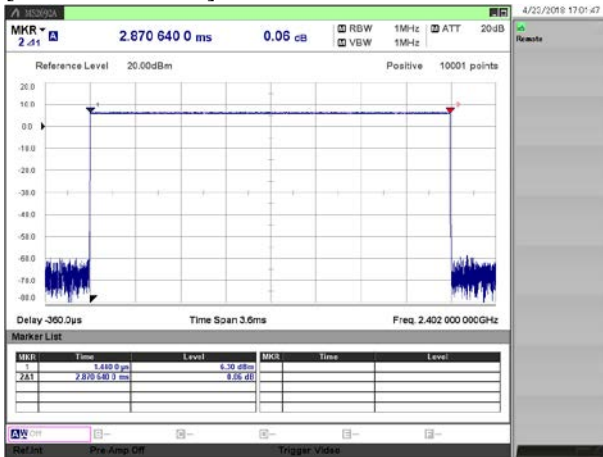 MS2692A
4/23/2018 17:01:47
MKR 2Δ1 A 2.870 640 0 ms 0.06 dB RBW 1MHz ATT 20dB
VBW 1MHz
Remote
Reference Level 20.00dBm Positive 10001 points
20.0
10.0
1 2
0.0
-10.0
-20.0
-30.0
-40.0
-50.0
-60.0
-70.0
-80.0
Delay -360.0µs Time Span 3.6ms Freq. 2.402 000 000GHz
Marker List
MKR Time Level MKR Time Level
1 1.440 0 µs 6.30 dBm
2Δ1 2.870 640 0 ms 0.06 dB
Off
Ref.Int Pre-Amp Off Trigger Video